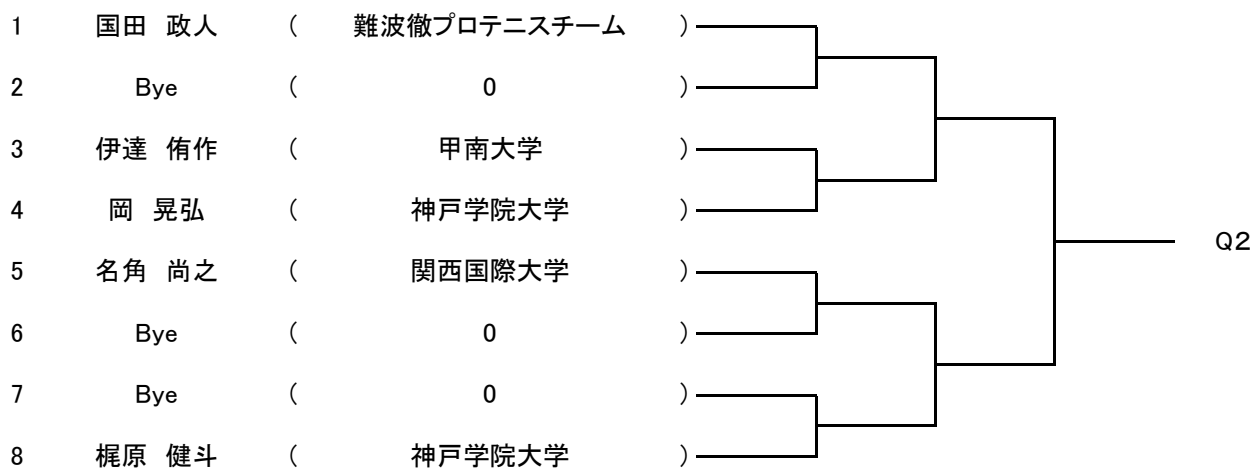 1 国田 政人 ( 難波徹プロテニスチーム )
2 Bye ( 0 )
3 伊達 侑作 ( 甲南大学 )
4 岡 晃弘 ( 神戸学院大学 )
Q2
5 名角 尚之 ( 関西国際大学 )
6 Bye ( 0 )
7 Bye ( 0 )
8 梶原 健斗 ( 神戸学院大学 )